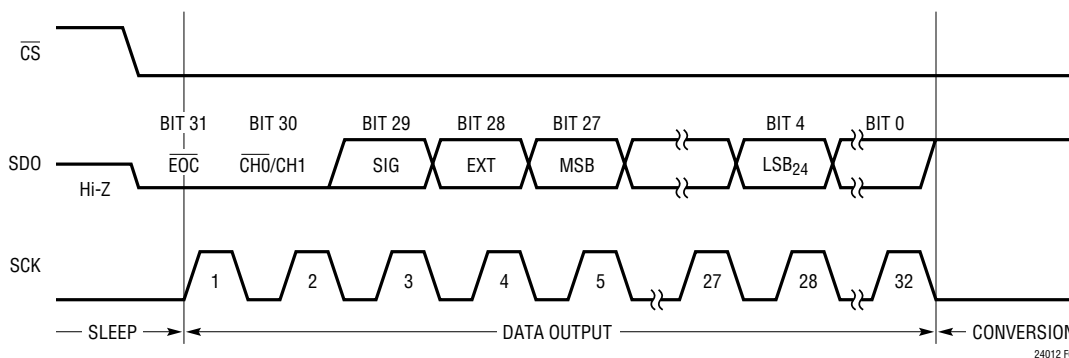 CS
BIT 31 BIT 30 BIT 29 BIT 28 BIT 27 BIT 4 BIT 0
SDO EOC CH0/CH1 SIG EXT MSB LSB24
Hi-Z
SCK 1 2 3 4 5 27 28 32
SLEEP DATA OUTPUT CONVERSION